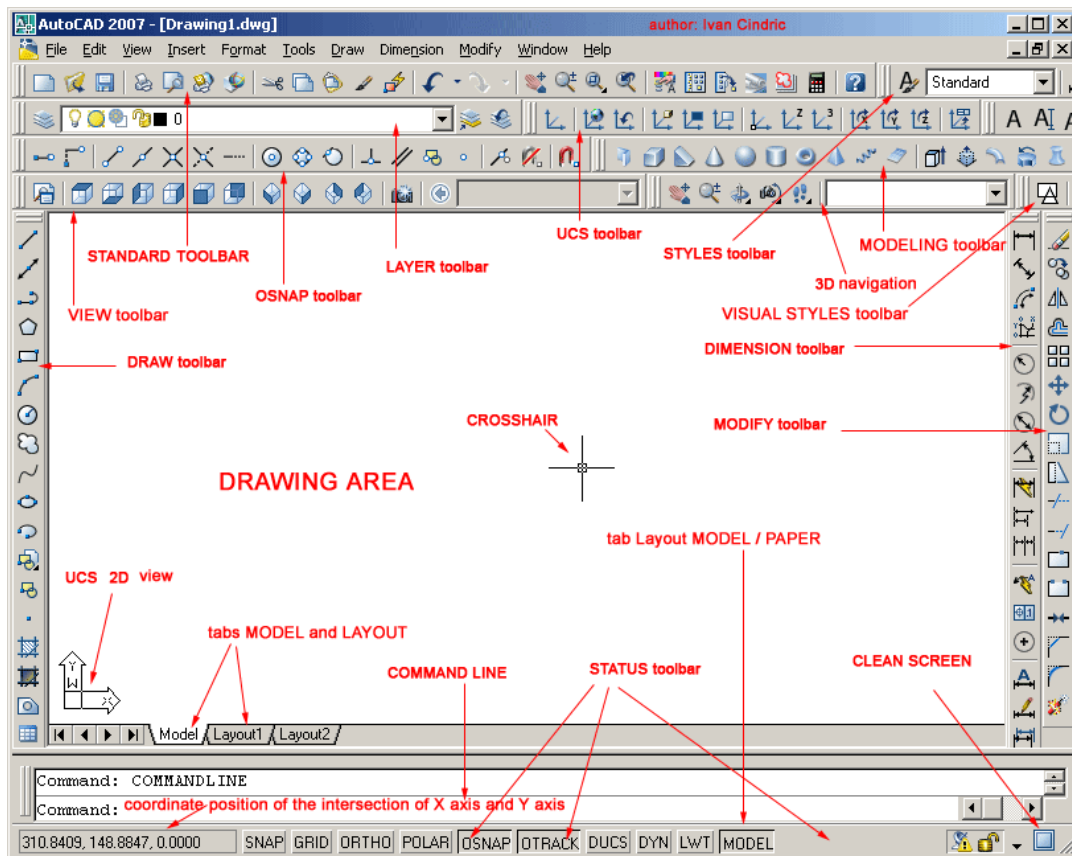 AutoCAD 2007 - [Drawing1.dwg]
author: Ivan Cindric
File Edit View Insert Format Tools Draw Dimension Modify Window Help
Standard
0
A
STANDARD TOOLBAR
LAYER toolbar
UCS toolbar
STYLES toolbar
MODELING toolbar
OSNAP toolbar
3D navigation
VIEW toolbar
VISUAL STYLES toolbar
DRAW toolbar
DIMENSION toolbar
CROSSHAIR
MODIFY toolbar
DRAWING AREA
tab Layout MODEL / PAPER
UCS 2D view
tabs MODEL and LAYOUT
COMMAND LINE
STATUS toolbar
CLEAN SCREEN
Y
W
X
Model Layout1 Layout2
Command: COMMANDLINE
Command:
coordinate position of the intersection of X axis and Y axis
310.8409, 148.8847, 0.0000
SNAP GRID ORTHO POLAR OSNAP OTRACK DUCS DYN LWT MODEL